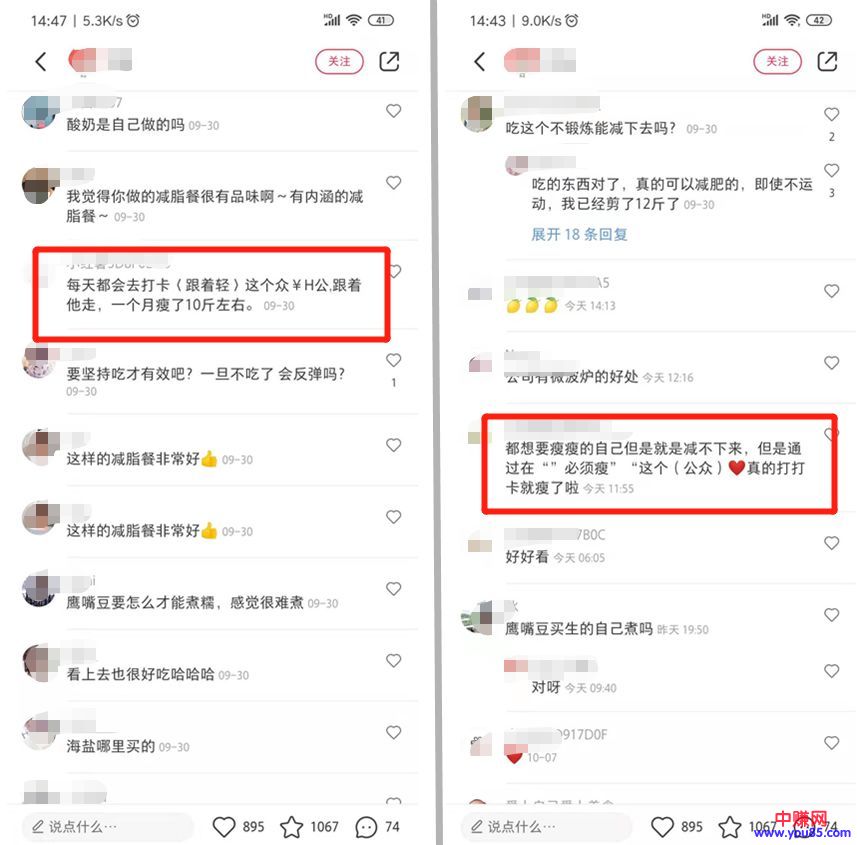 14:47 | 5.3K/s
HD
41
关注
7
酸奶是自己做的吗 09-30
我觉得你做的减脂餐很有品味啊～有内涵的减
脂餐～ 09-30
每天都会去打卡（跟着轻）这个众￥H公,跟着
他走，一个月瘦了10斤左右。 09-30
要坚持吃才有效吧？一旦不吃了 会反弹吗？
09-30
1
这样的减脂餐非常好👍 09-30
这样的减脂餐非常好👍 09-30
鹰嘴豆要怎么才能煮糯，感觉很难煮 09-30
看上去也很好吃哈哈哈 09-30
海盐哪里买的 09-30
说点什么…
895
1067
74
14:43 | 9.0K/s
HD
42
关注
吃这个不锻炼能减下去吗？ 09-30
2
吃的东西对了，真的可以减肥的，即使不运
动，我已经剪了12斤了 09-30
3
展开 18 条回复
A5
🍋🍋🍋 今天 14:13
公司有微波炉的好处 今天 12:16
都想要瘦瘦的自己但是就是减不下来，但是通
过在“”必须瘦”“这个（公众）❤️真的打打
卡就瘦了啦 今天 11:55
7B0C
好好看 今天 06:05
鹰嘴豆买生的自己煮吗 昨天 19:50
对呀 今天 09:40
D917D0F
❤️ 10-07
说点什么…
895
1067
74
中赚网
www.you85.com